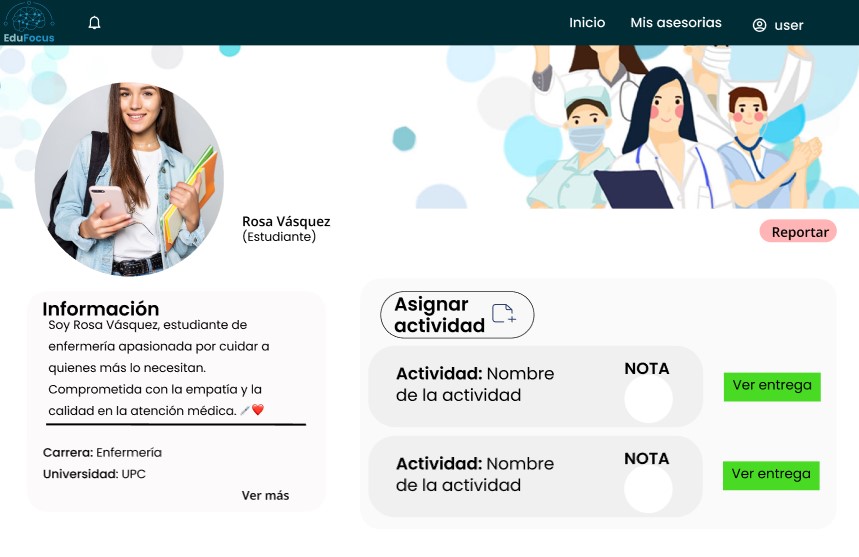 EduFocus
Inicio
Mis asesorias
user
Rosa Vásquez
(Estudiante)
Reportar
Información
Soy Rosa Vásquez, estudiante de
enfermería apasionada por cuidar a
quienes más lo necesitan.
Comprometida con la empatía y la
calidad en la atención médica. 💉❤️
Carrera: Enfermería
Universidad: UPC
Ver más
Asignar
actividad
Actividad: Nombre
de la actividad
NOTA
Ver entrega
Actividad: Nombre
de la actividad
NOTA
Ver entrega